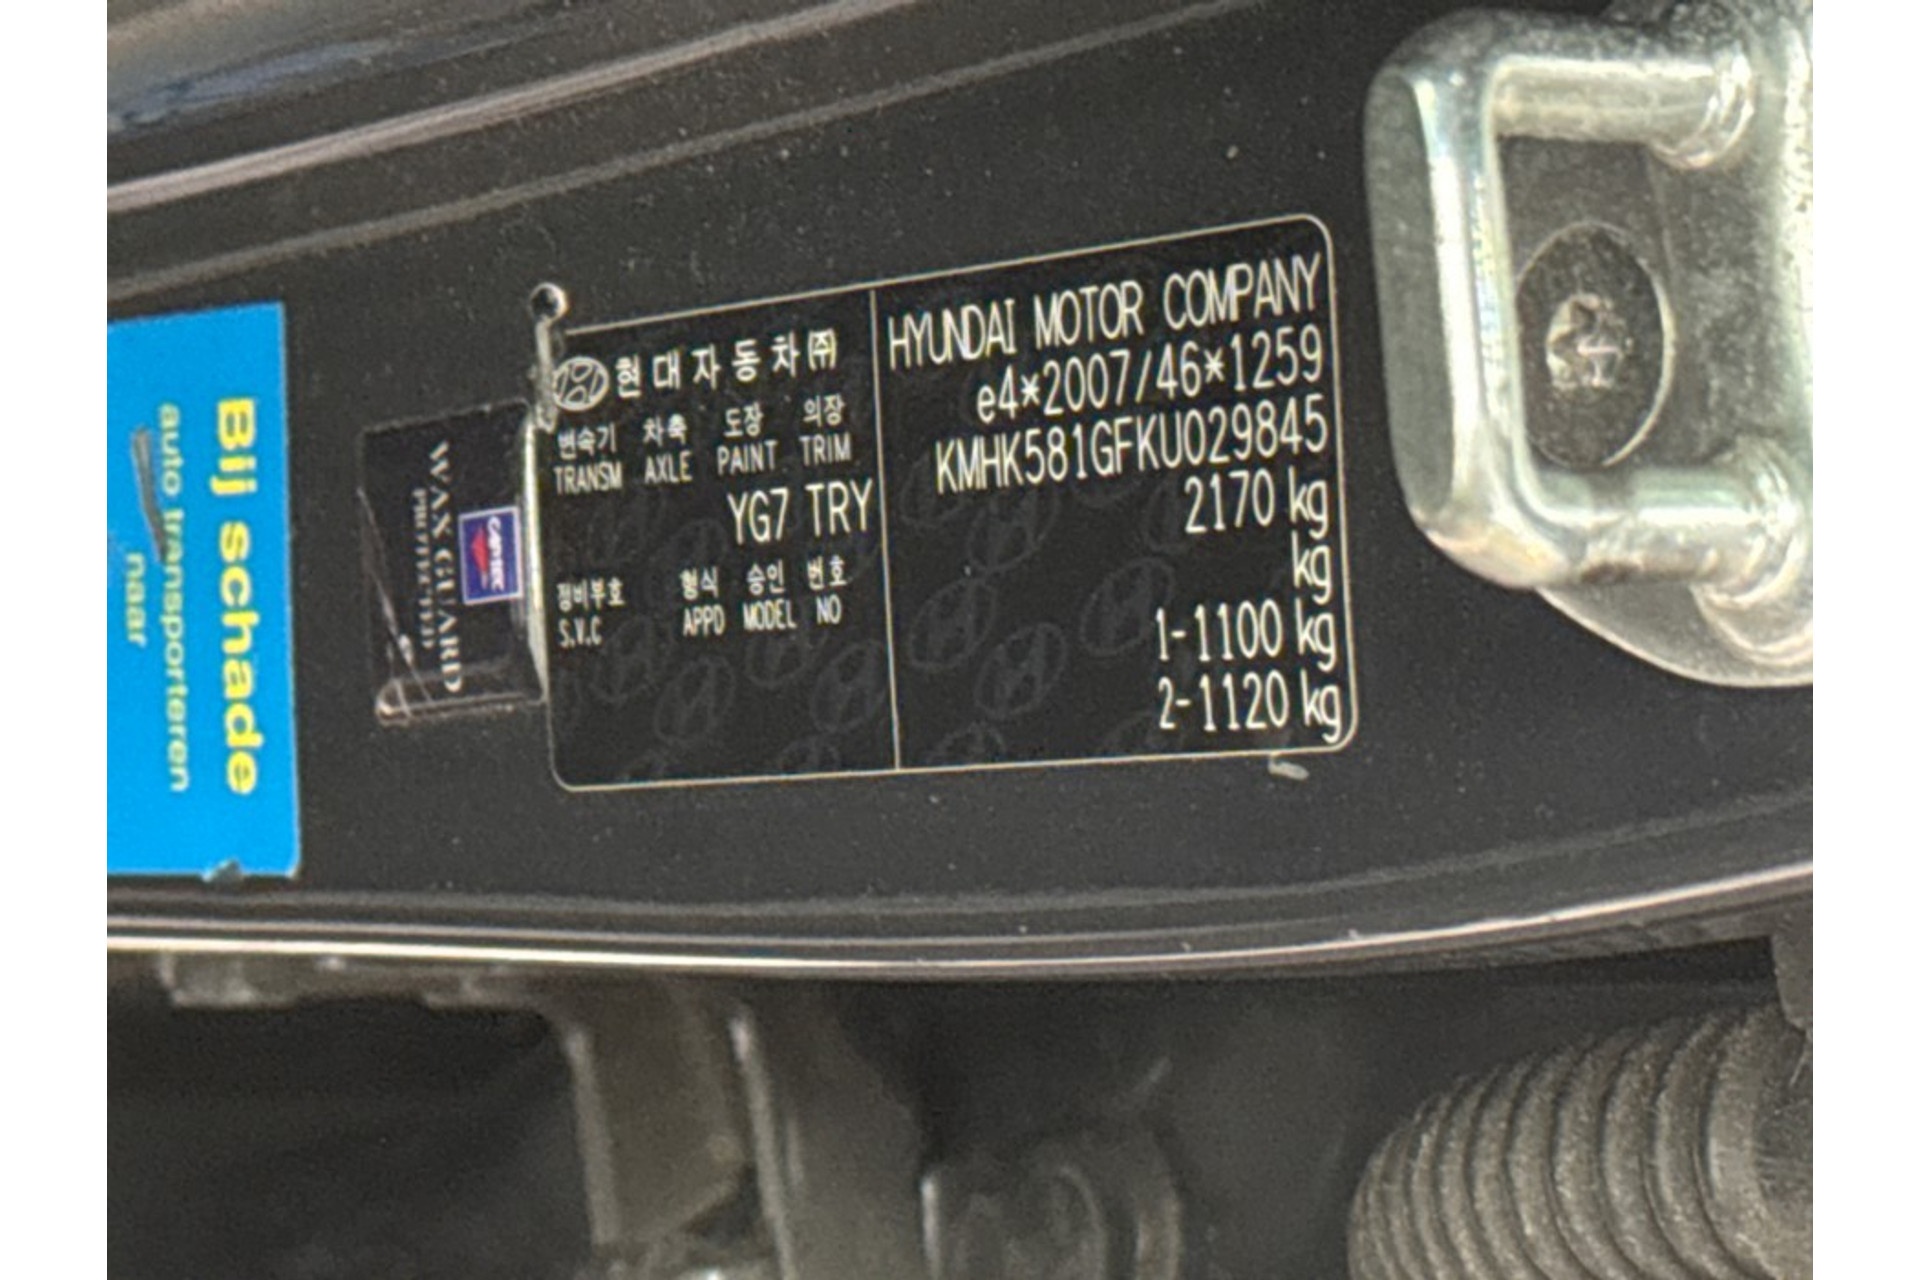 Bij schade
auto transporteren
naar
WAX GUARD
PROTECTED
현대자동차㈜
변속기 차축 도장 의장
TRANSM AXLE PAINT TRIM
YG7 TRY
정비부호 형식 승인 번호
S.V.C APPD MODEL NO
HYUNDAI MOTOR COMPANY
e4*2007/46*1259
KMHK581GFKU029845
2170 kg
kg
1-1100 kg
2-1120 kg